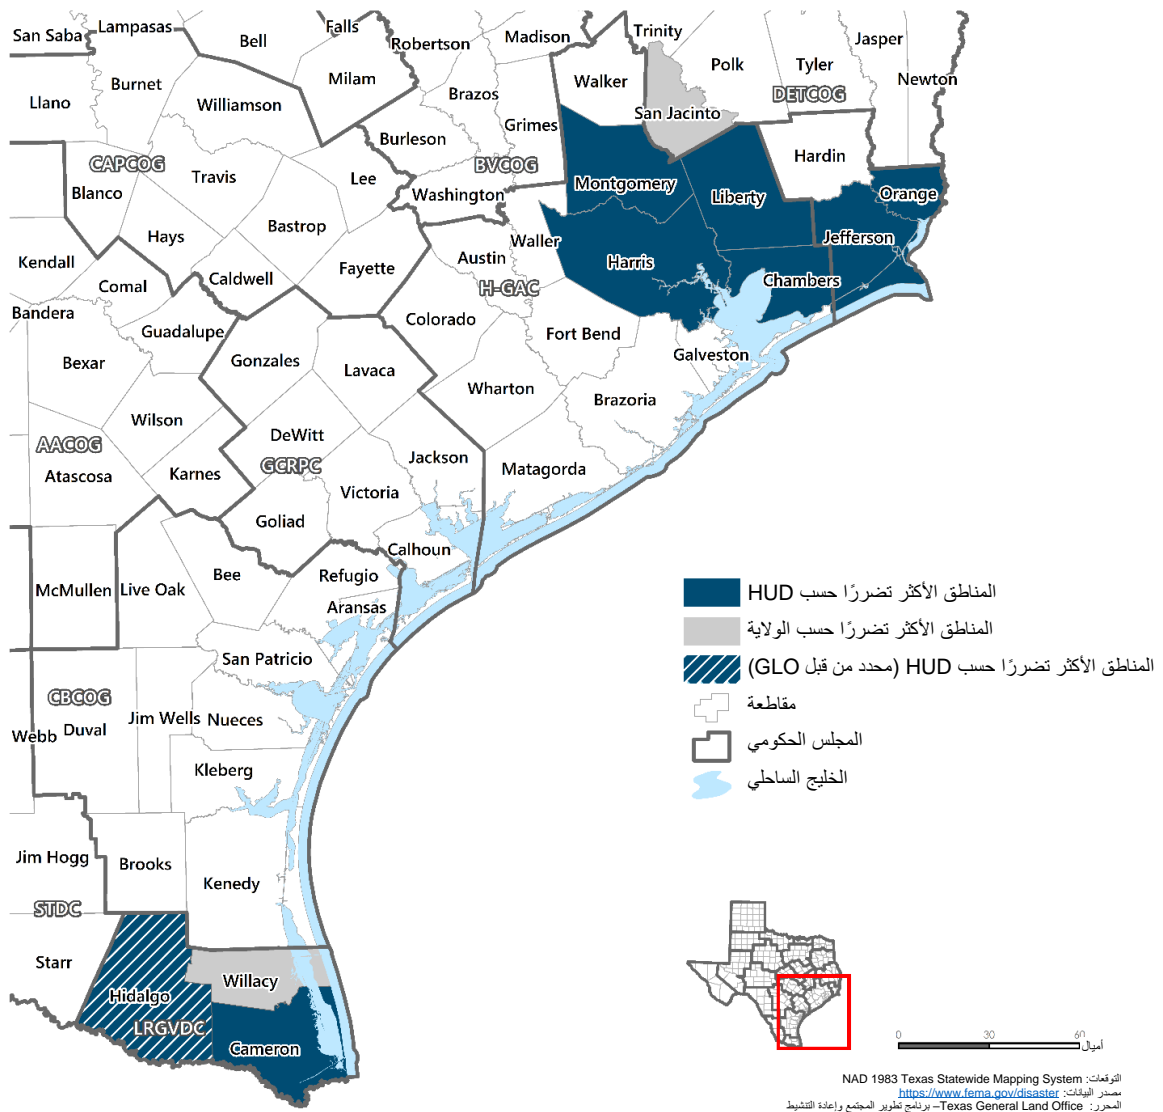 San Saba
Lampasas
Falls
Bell
Robertson
Madison
Trinity
Jasper
Burnet
Milam
Walker
Polk
Tyler
Newton
Llano
Williamson
Brazos
DETCOG
San Jacinto
Grimes
Burleson
Hardin
CAPCOG
BVCOG
Blanco
Travis
Lee
Washington
Montgomery
Liberty
Orange
Bastrop
Hays
Waller
Jefferson
Kendall
Caldwell
Fayette
Austin
Harris
Comal
H-GAC
Chambers
Bandera
Guadalupe
Colorado
Fort Bend
Bexar
Gonzales
Lavaca
Galveston
Wharton
Brazoria
Wilson
AACOG
DeWitt
Atascosa
Karnes
GCRPC
Jackson
Matagorda
Victoria
Goliad
Calhoun
McMullen
Live Oak
Bee
Refugio
Aransas
San Patricio
CBCOG
Webb
Duval
Jim Wells
Nueces
Kleberg
Jim Hogg
Brooks
Kenedy
STDC
Starr
Willacy
Hidalgo
LRGVDC
Cameron
المناطق الأكثر تضررًا حسب HUD
المناطق الأكثر تضررًا حسب الولاية
المناطق الأكثر تضررًا حسب HUD (محدد من قبل GLO)
مقاطعة
المجلس الحكومي
الخليج الساحلي
0 30 60
أميال
التوقعات: NAD 1983 Texas Statewide Mapping System
مصدر البيانات: https://www.fema.gov/disaster
المحرر: Texas General Land Office– برنامج تطوير المجتمع وإعادة التنشيط